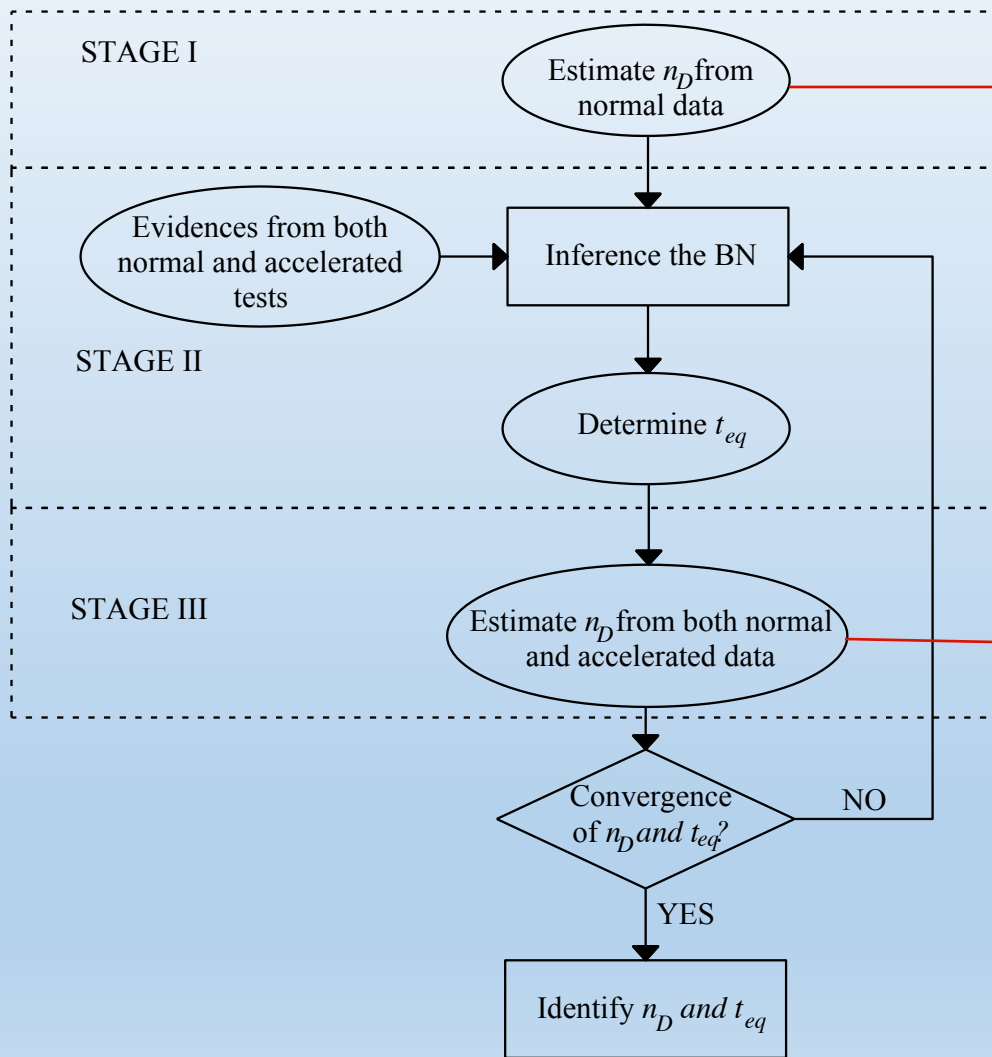 STAGE I
Estimate n_D from
normal data
Evidences from both
normal and accelerated
tests
Inference the BN
STAGE II
Determine t_eq
STAGE III
Estimate n_D from both normal
and accelerated data
Convergence
of n_D and t_eq?
NO
YES
Identify n_D and t_eq